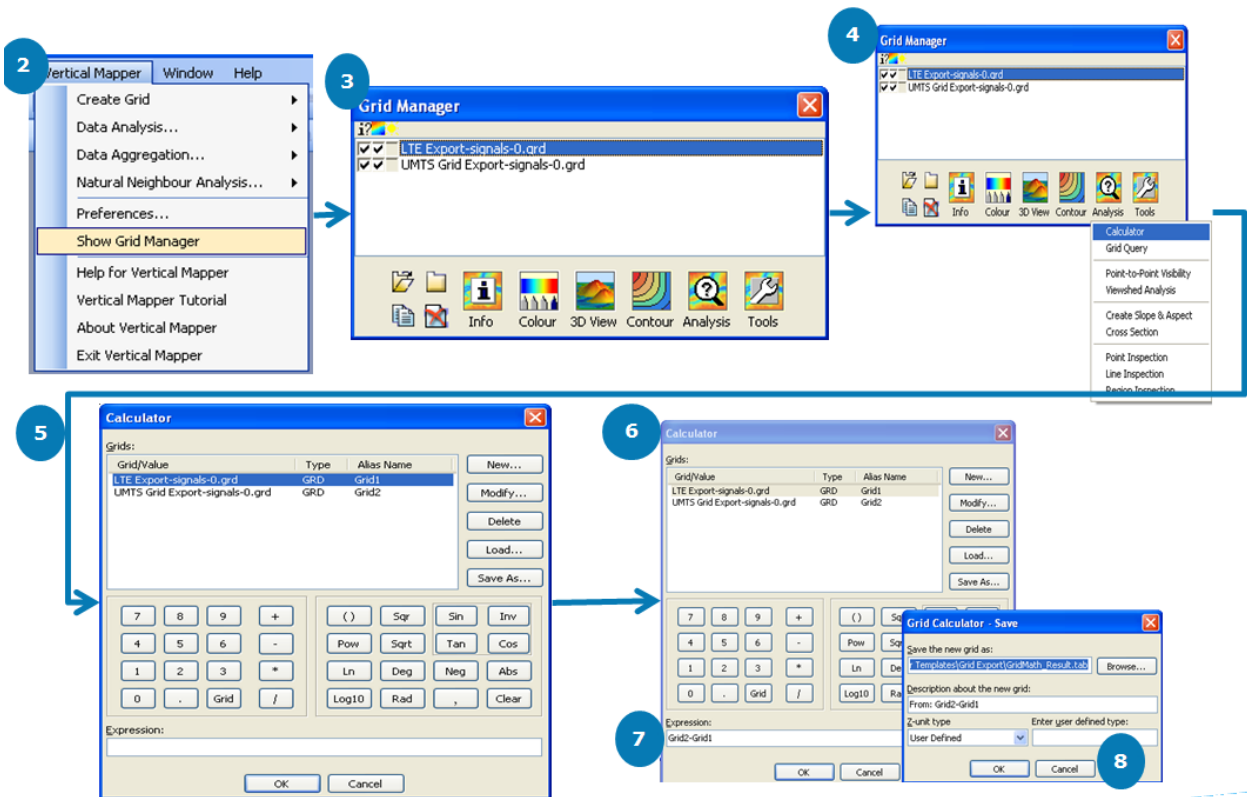 2
Vertical Mapper Window Help
Create Grid
Data Analysis...
Data Aggregation...
Natural Neighbour Analysis...
Preferences...
Show Grid Manager
Help for Vertical Mapper
Vertical Mapper Tutorial
About Vertical Mapper
Exit Vertical Mapper
3
Grid Manager
i?
LTE Export-signals-0.grd
UMTS Grid Export-signals-0.grd
Info Colour 3D View Contour Analysis Tools
4
Grid Manager
i?
LTE Export-signals-0.grd
UMTS Grid Export-signals-0.grd
Info Colour 3D View Contour Analysis Tools
Calculator
Grid Query
Point-to-Point Visibility
Viewshed Analysis
Create Slope & Aspect
Cross Section
Point Inspection
Line Inspection
Region Inspection
5
Calculator
Grids:
Grid/Value Type Alias Name
LTE Export-signals-0.grd GRD Grid1
UMTS Grid Export-signals-0.grd GRD Grid2
New...
Modify...
Delete
Load...
Save As...
7 8 9 + () Sqr Sin Inv
4 5 6 - Pow Sqrt Tan Cos
1 2 3 * Ln Deg Neg Abs
0 . Grid / Log10 Rad , Clear
Expression:
OK Cancel
6
Calculator
Grids:
Grid/Value Type Alias Name
LTE Export-signals-0.grd GRD Grid1
UMTS Grid Export-signals-0.grd GRD Grid2
New...
Modify...
Delete
Load...
Save As...
7 8 9 + () Sq
4 5 6 - Pow Sqr
1 2 3 * Ln De
0 . Grid / Log10 Ra
7
Expression:
Grid2-Grid1
OK Cancel
Grid Calculator - Save
Save the new grid as:
Templates\Grid Export\GridMath_Result.tab Browse...
Description about the new grid:
From: Grid2-Grid1
Z-unit type Enter user defined type:
User Defined
OK Cancel
8